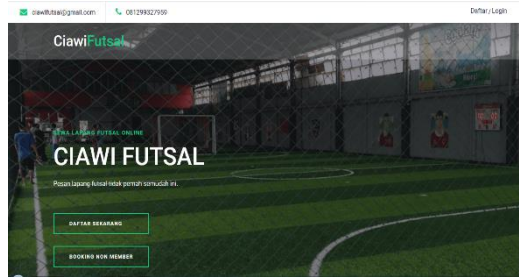 ciawifutsal@gmail.com
081299327959
Daftar / Login
CiawiFutsal
SEWA LAPANG FUTSAL ONLINE
CIAWI FUTSAL
Pesan lapang futsal tidak pernah semudah ini.
DAFTAR SEKARANG
BOOKING NON MEMBER